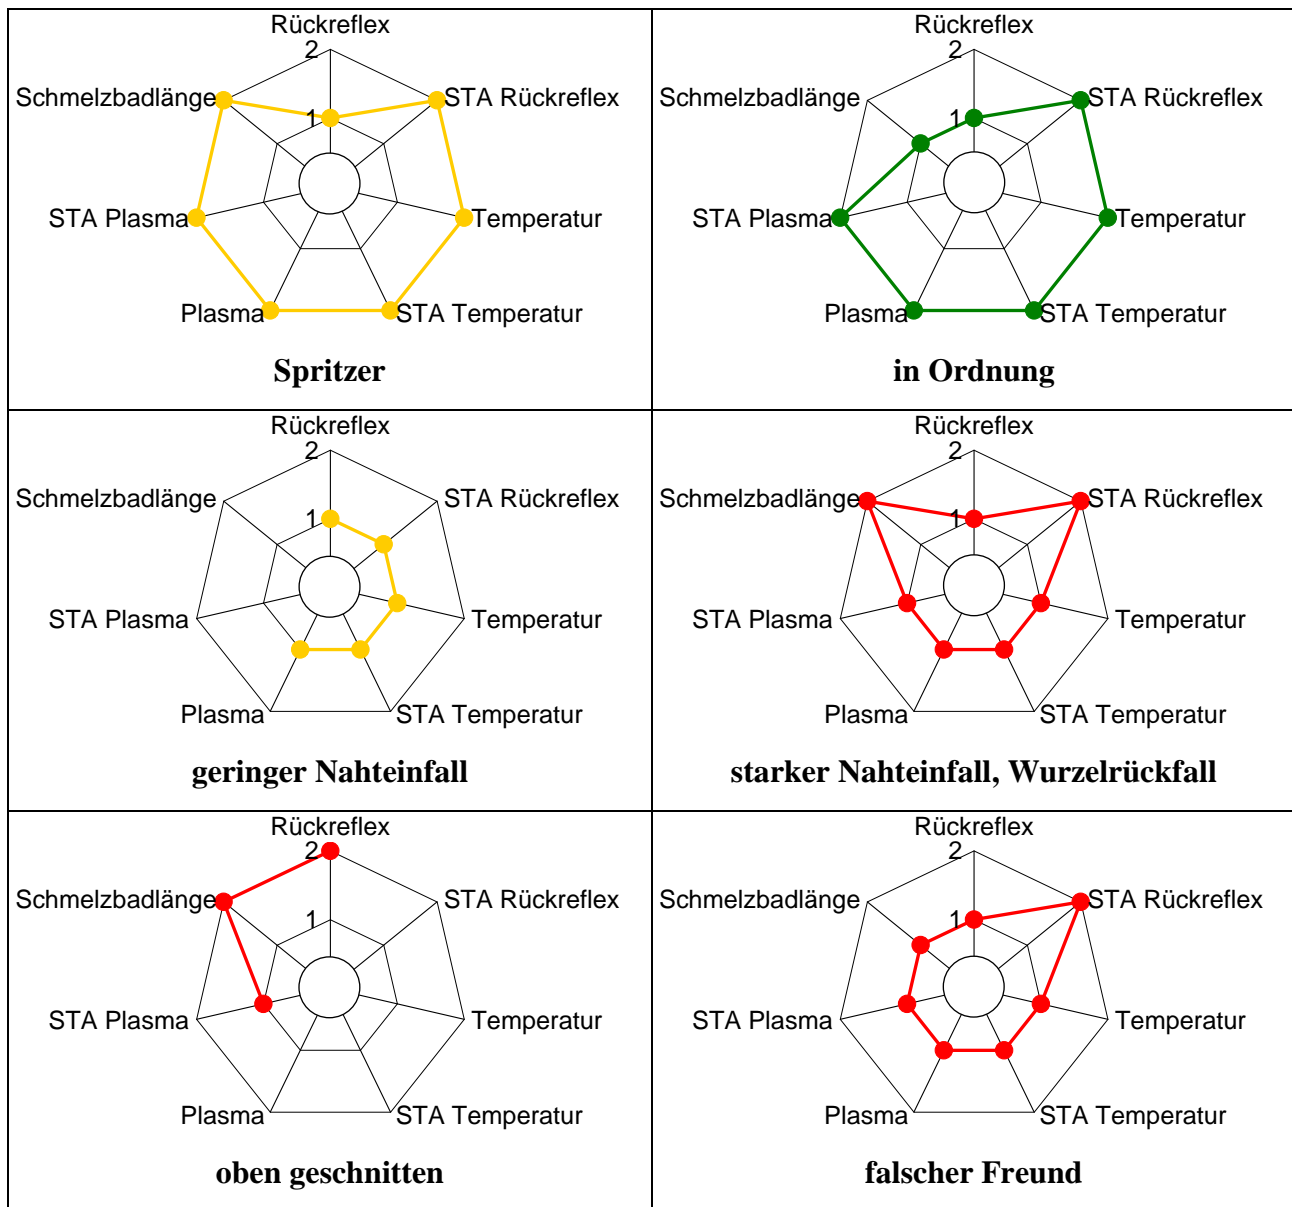 Rückreflex
2
Schmelzbadlänge
STA Rückreflex
1
STA Plasma
Temperatur
Plasma
STA Temperatur
Spritzer
Rückreflex
2
Schmelzbadlänge
STA Rückreflex
1
STA Plasma
Temperatur
Plasma
STA Temperatur
in Ordnung
Rückreflex
2
Schmelzbadlänge
STA Rückreflex
1
STA Plasma
Temperatur
Plasma
STA Temperatur
geringer Nahteinfall
Rückreflex
2
Schmelzbadlänge
STA Rückreflex
1
STA Plasma
Temperatur
Plasma
STA Temperatur
starker Nahteinfall, Wurzelrückfall
Rückreflex
2
Schmelzbadlänge
STA Rückreflex
1
STA Plasma
Temperatur
Plasma
STA Temperatur
oben geschnitten
Rückreflex
2
Schmelzbadlänge
STA Rückreflex
1
STA Plasma
Temperatur
Plasma
STA Temperatur
falscher Freund